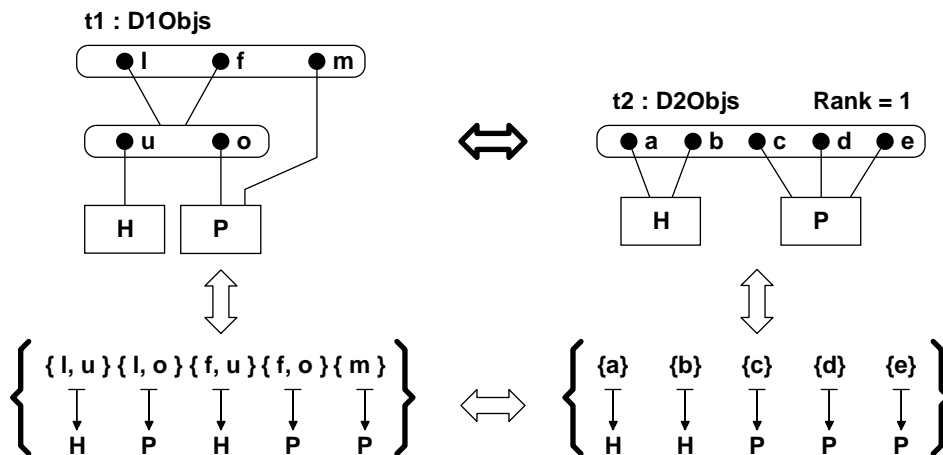 t1 : D1Objs
l f m
t2 : D2Objs Rank = 1
u o
a b c d e
H P
H P
{ l, u } { l, o } { f, u } { f, o } { m }
{a} {b} {c} {d} {e}
H P H P P
H H P P P